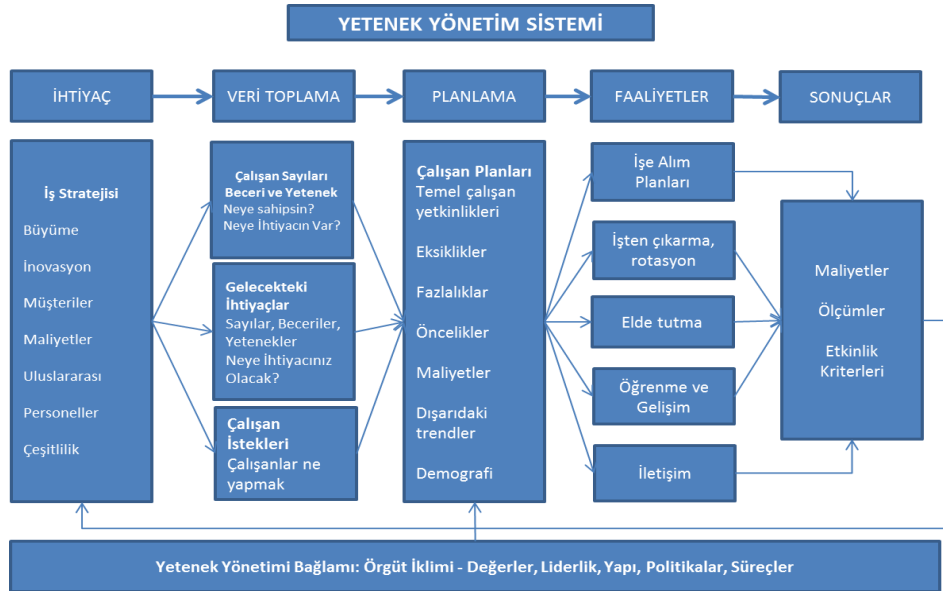 YETENEK YÖNETİM SİSTEMİ
İHTİYAÇ
VERİ TOPLAMA
PLANLAMA
FAALİYETLER
SONUÇLAR
İş Stratejisi
Büyüme
İnovasyon
Müşteriler
Maliyetler
Uluslararası
Personeller
Çeşitlilik
Çalışan Sayıları
Beceri ve Yetenek
Neye sahipsin?
Neye İhtiyacın Var?
Gelecekteki
İhtiyaçlar
Sayılar, Beceriler,
Yetenekler
Neye İhtiyacınız
Olacak?
Çalışan
İstekleri
Çalışanlar ne
yapmak
Çalışan Planları
Temel çalışan
yetkinlikleri
Eksiklikler
Fazlalıklar
Öncelikler
Maliyetler
Dışarıdaki
trendler
Demografi
İşe Alım
Planları
İşten çıkarma,
rotasyon
Elde tutma
Öğrenme ve
Gelişim
İletişim
Maliyetler
Ölçümler
Etkinlik
Kriterleri
Yetenek Yönetimi Bağlamı: Örgüt İklimi - Değerler, Liderlik, Yapı, Politikalar, Süreçler